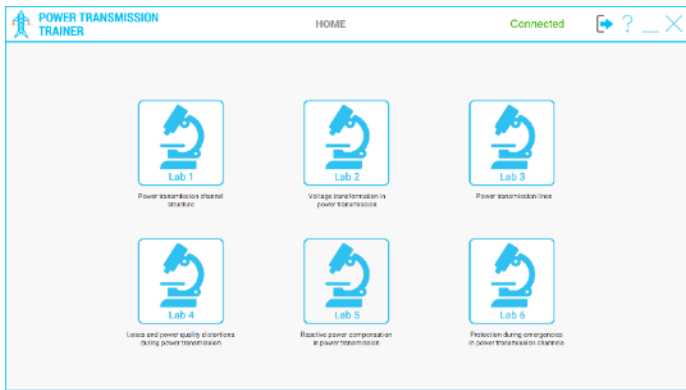 POWER TRANSMISSION
TRAINER
HOME
Connected
?
Lab 1
Lab 2
Lab 3
Power transmission channel
structure
Voltage transformation in
power transmission
Power transmission lines
Lab 4
Lab 5
Lab 6
Losses and power quality distortions
during power transmission
Reactive power compensation
in power transmission
Protection during emergencies
in power transmission channels